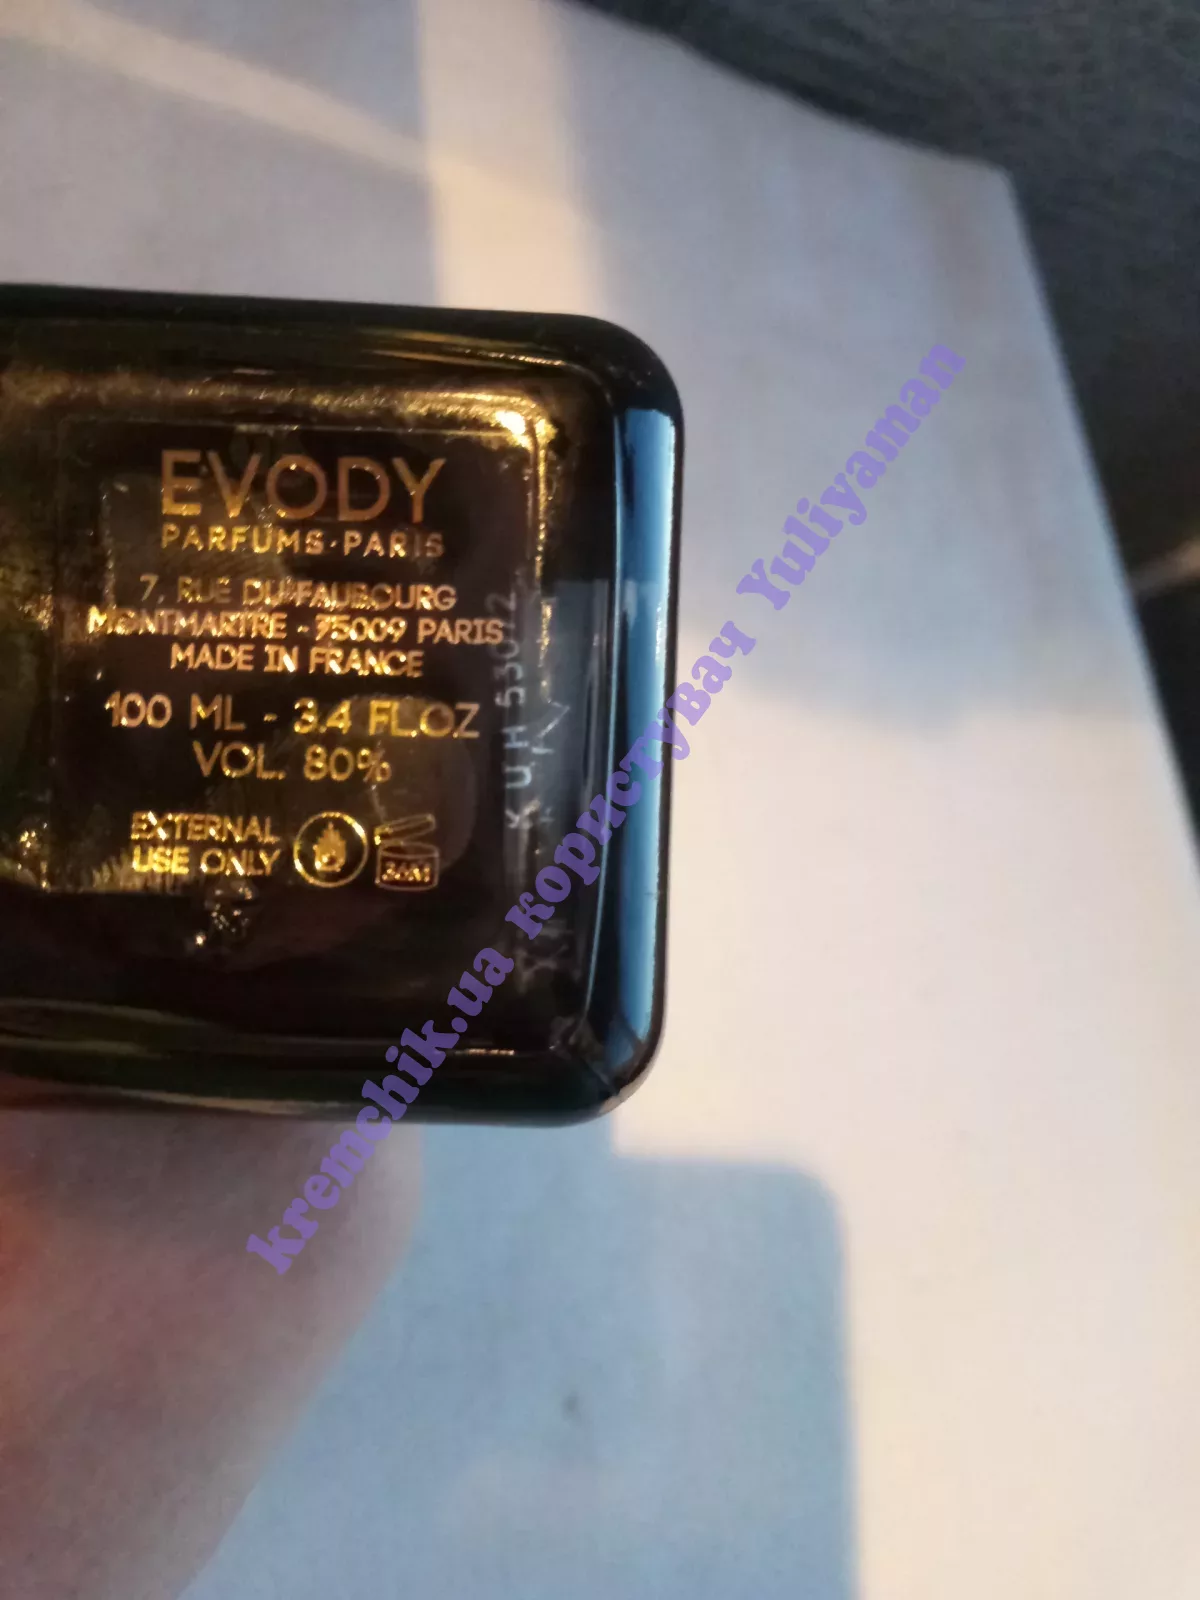 EVODY
PARFUMS · PARIS
7, RUE DU FAUBOURG
MONTMARTRE - 75009 PARIS
MADE IN FRANCE
100 ML - 3.4 FL.OZ
VOL. 80%
EXTERNAL
USE ONLY
36M
kremchik.ua користувач Yuliyaman